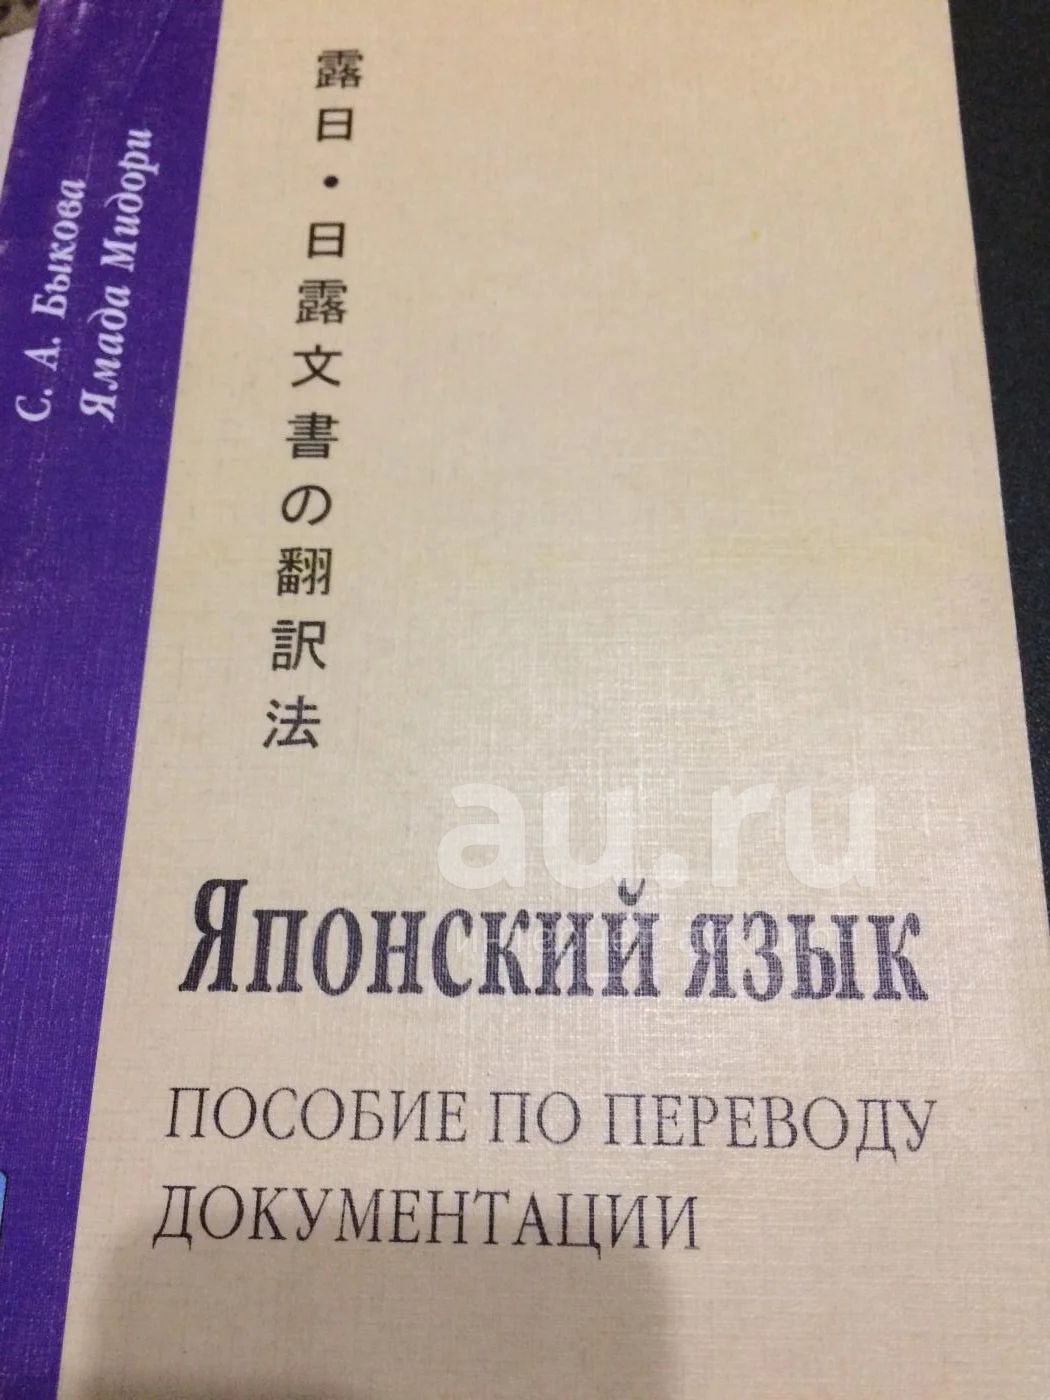 С. А. Быкова
Ямада Мидори
露日・日露文書の翻訳法
au.ru
Японский язык
ПОСОБИЕ ПО ПЕРЕВОДУ
ДОКУМЕНТАЦИИ